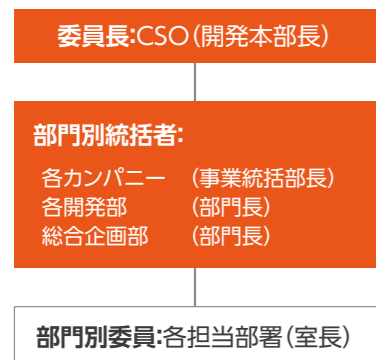 委員長:CSO(開発本部長)
部門別統括者:
各カンパニー (事業統括部長)
各開発部 (部門長)
総合企画部 (部門長)
部門別委員:各担当部署(室長)